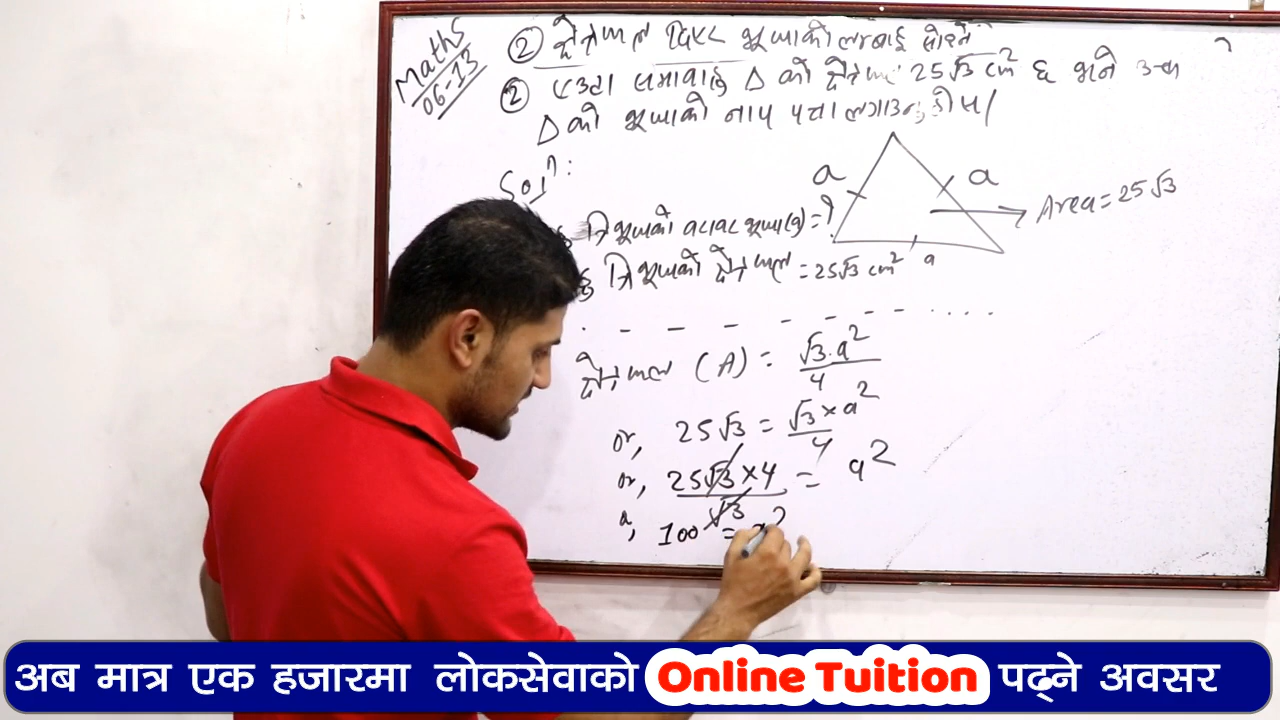 Maths
06-13
② क्षेत्रफल दिएर भुजाको लम्बाई खोज्ने
② एउटा समबाहु Δ को क्षेत्रफल 25√3 cm² छ भने उक्त
Δ को भुजाको नाप पत्ता लगाउनुहोस्।
Solⁿ:
a
a
Area = 25√3
त्रिभुजको बराबर भुजा (a) = ?
a
त्रिभुजको क्षेत्रफल = 25√3 cm²
क्षेत्रफल (A) = √3.a²/4
or, 25√3 = √3×a²/4
or, 25√3×4/√3 = a²
100 = a²
अब मात्र एक हजारमा लोकसेवाको Online Tuition पढ्ने अवसर